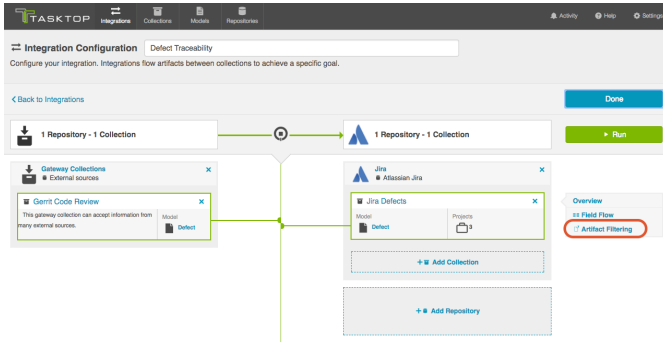 TASKTOP
Integrations
Collections
Models
Repositories
Activity
Help
Settings
Integration Configuration
Defect Traceability
Configure your integration. Integrations flow artifacts between collections to achieve a specific goal.
Back to Integrations
Done
1 Repository - 1 Collection
1 Repository - 1 Collection
Run
Gateway Collections
External sources
Jira
Atlassian Jira
Gerrit Code Review
This gateway collection can accept information from
many external sources.
Model
Defect
Jira Defects
Model
Defect
Projects
3
Overview
Field Flow
Artifact Filtering
+ Add Collection
+ Add Repository